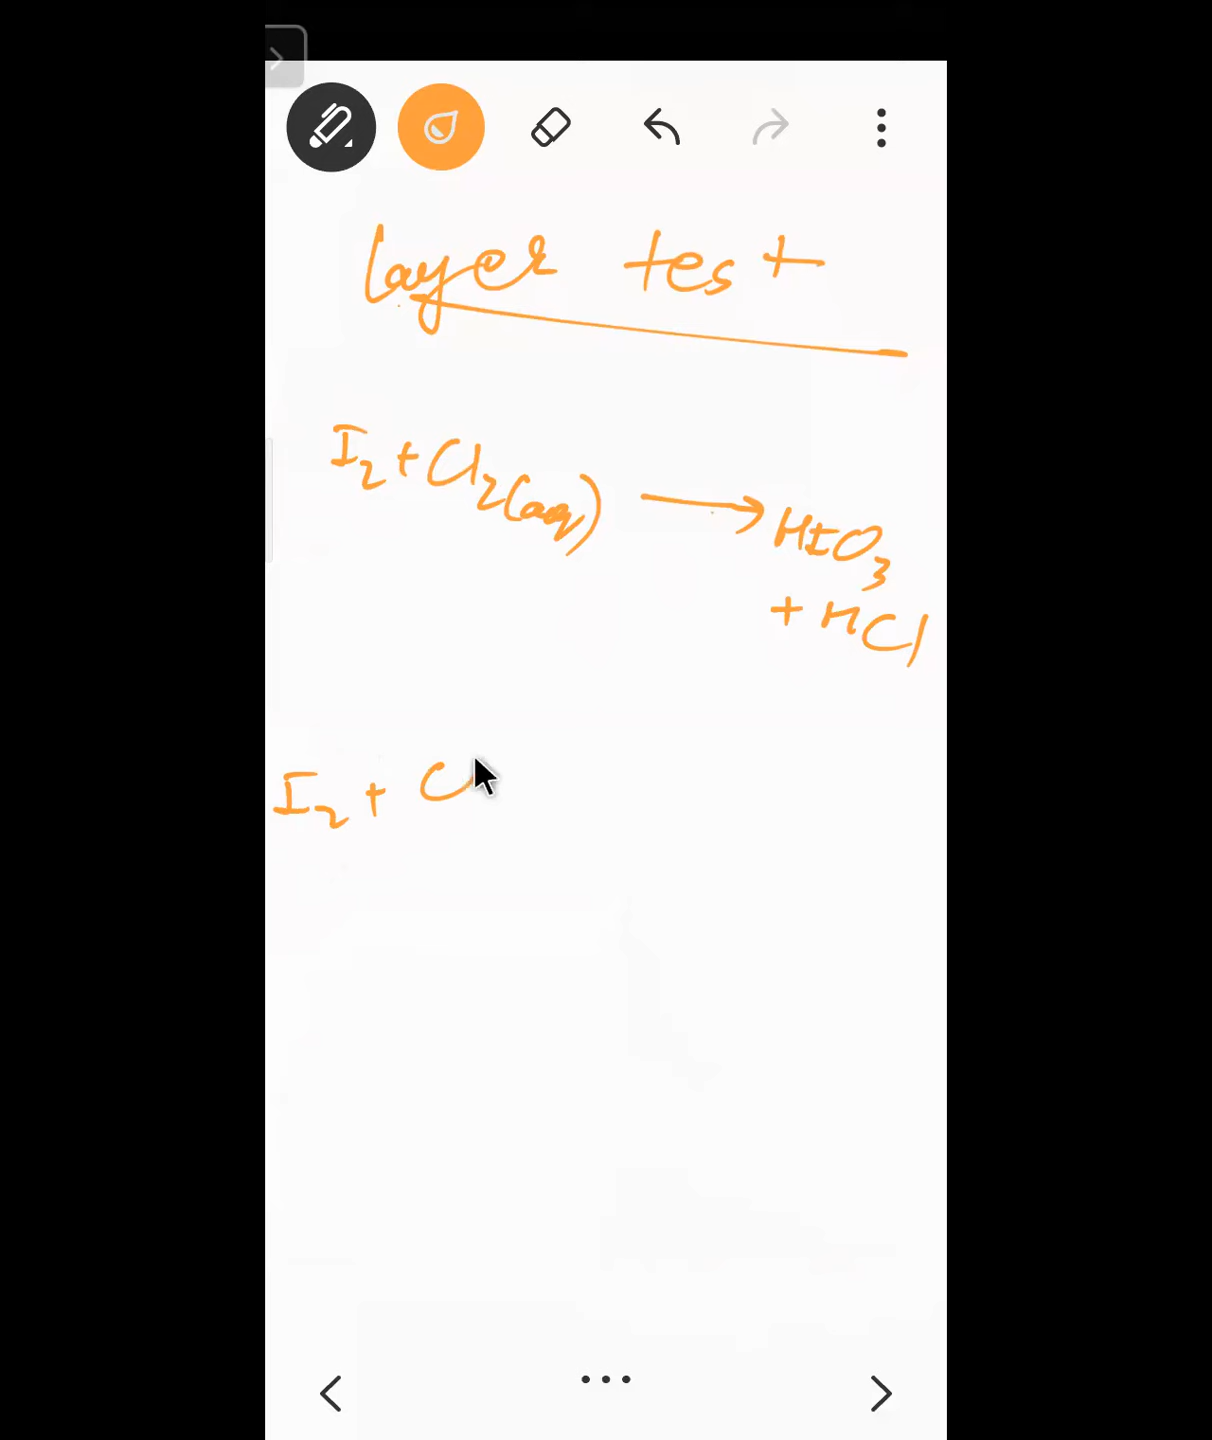 Layer test
I2 + Cl2(aq) → HIO3
+ HCl
I2 + C